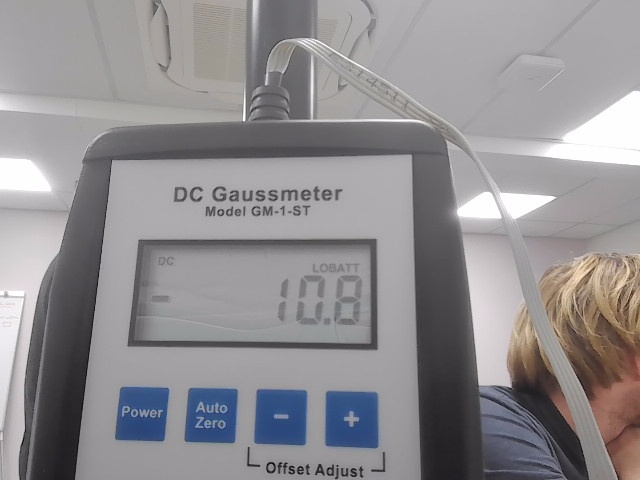 DC Gaussmeter
Model GM-1-ST
DC
LOBATT
- 10.8
Power
Auto
Zero
- +
Offset Adjust